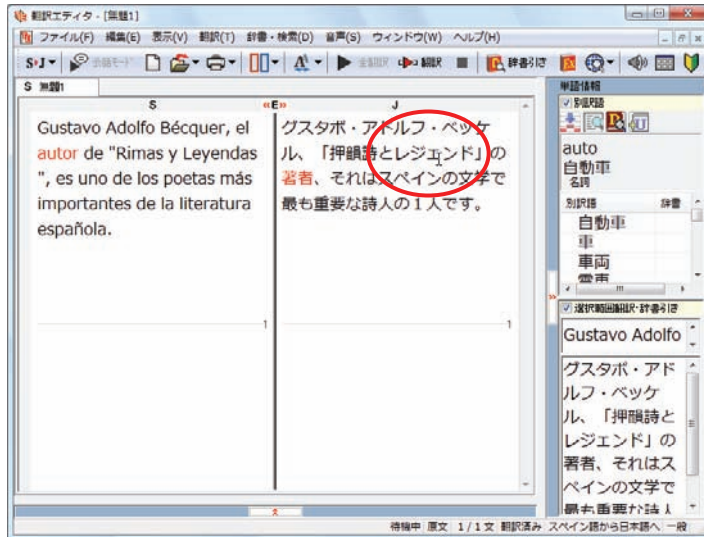 翻訳エディタ - [無題1]
ファイル(F) 編集(E) 表示(V) 翻訳(T) 辞書・検索(D) 音声(S) ウィンドウ(W) ヘルプ(H)
S›J 会話モード 全翻訳 翻訳 辞書引き
S 無題1
S «E» J
Gustavo Adolfo Bécquer, el
autor de "Rimas y Leyendas
", es uno de los poetas más
importantes de la literatura
española.
1
グスタボ・アドルフ・ベッケ
ル、「押韻詩とレジェンド」の
著者、それはスペインの文学で
最も重要な詩人の1人です。
1
単語情報
別訳語
auto
自動車
名詞
別訳語 辞書
自動車
車
車両
電車
選択範囲翻訳・辞書引き
Gustavo Adolfo
グスタボ・アド
ルフ・ベッケ
ル、「押韻詩と
レジェンド」の
著者、それはス
ペインの文学で
最も重要な詩人
待機中 原文 1/1文 翻訳済み スペイン語から日本語へ 一般